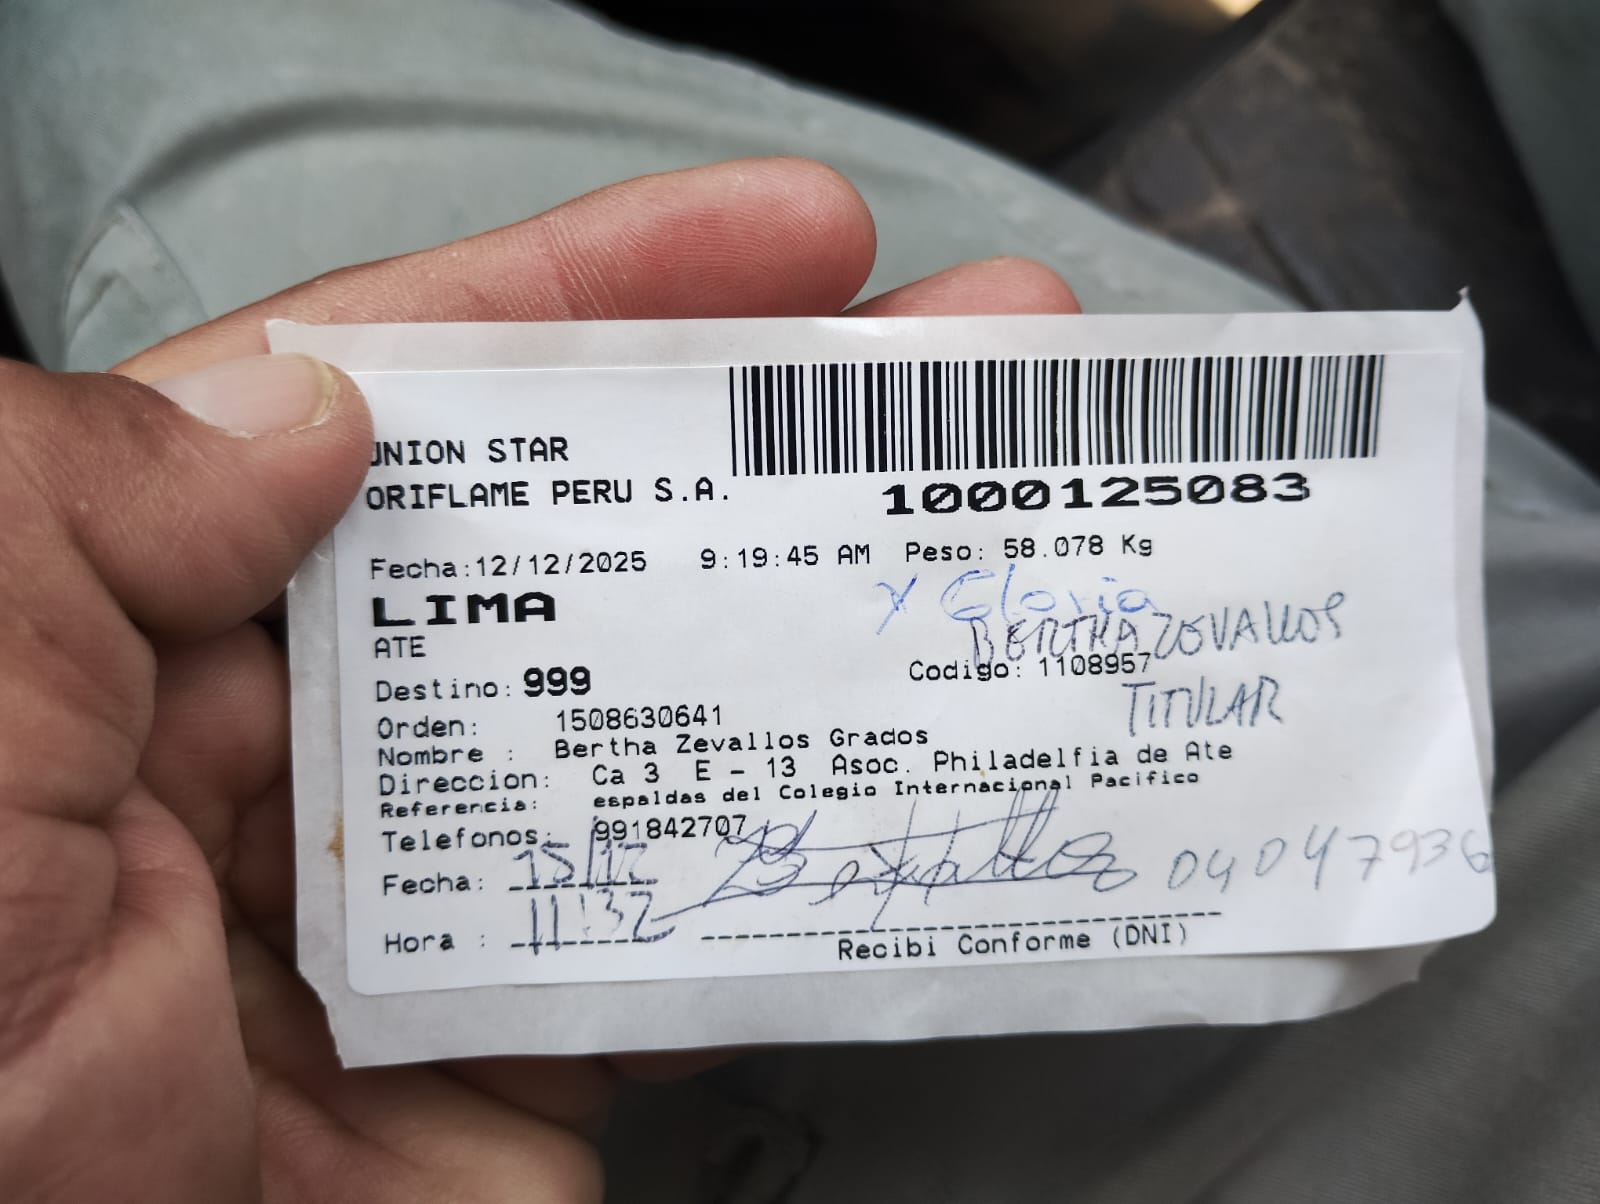 UNION STAR
ORIFLAME PERU S.A.
1000125083
Fecha:12/12/2025 9:19:45 AM Peso: 58.078 Kg
LIMA
X Gloria
BERTHA ZEVALLOS
ATE
Codigo: 1108957
Destino: 999
TITULAR
Orden: 1508630641
Nombre : Bertha Zevallos Grados
Direccion: Ca 3 E - 13 Asoc. Philadelfia de Ate
Referencia: espaldas del Colegio Internacional Pacifico
Telefonos: 991842707
Fecha: 15/12 04047936
Hora : 11:32
Recibi Conforme (DNI)